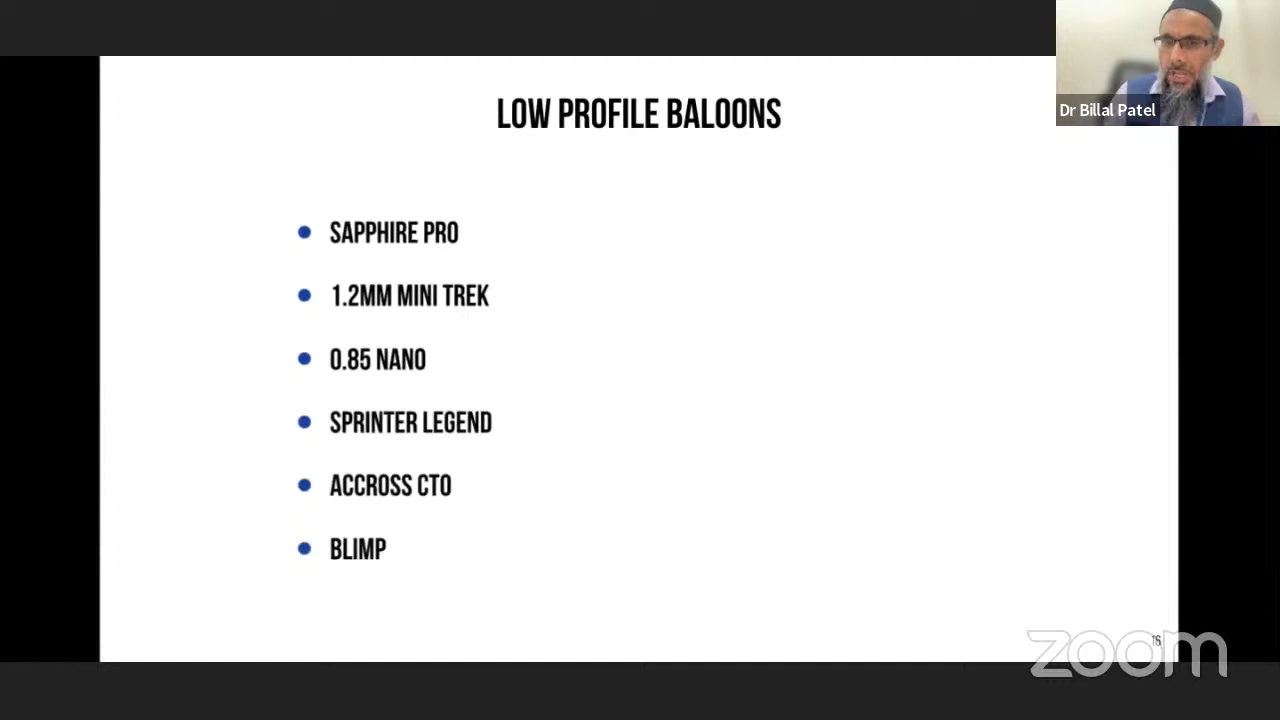 LOW PROFILE BALOONS
Dr Billal Patel
SAPPHIRE PRO
1.2MM MINI TREK
0.85 NANO
SPRINTER LEGEND
ACCROSS CTO
BLIMP
16
zoom